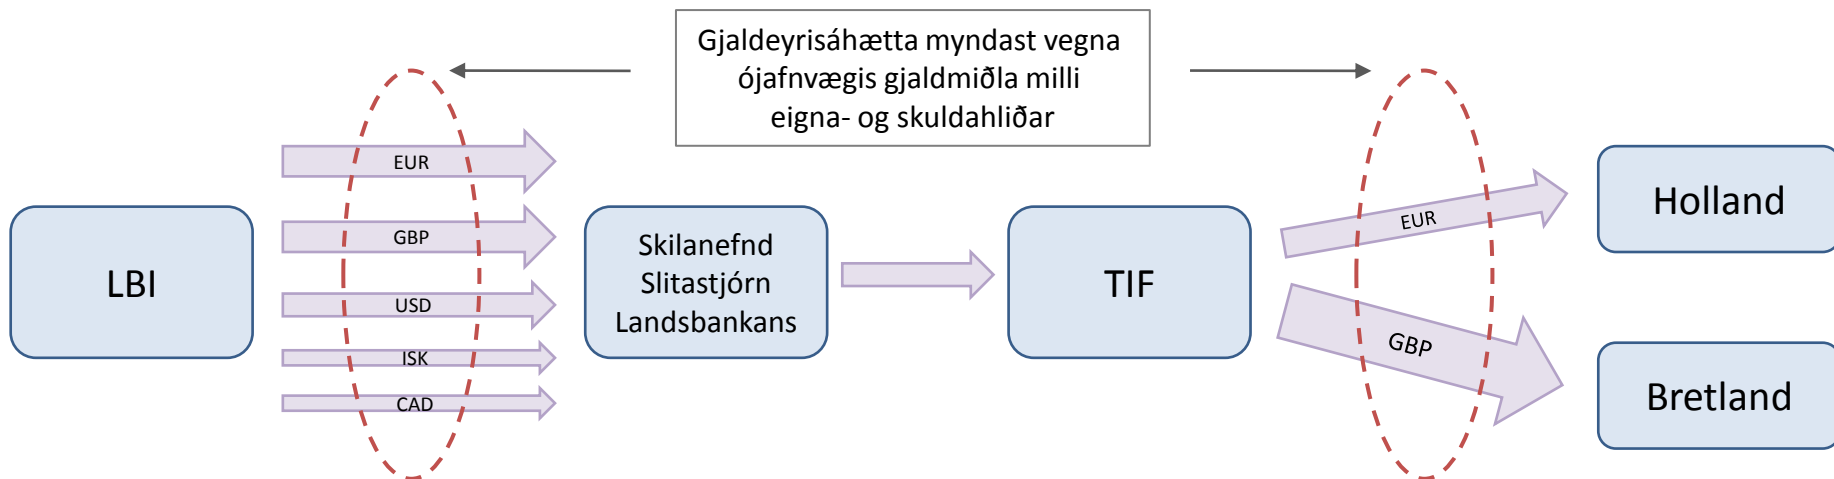 Gjaldeyrisáhætta myndast vegna
ójafnvægis gjaldmiðla milli
eigna- og skuldahliðar
LBI
EUR
GBP
USD
ISK
CAD
Skilanefnd
Slitastjórn
Landsbankans
TIF
EUR
GBP
Holland
Bretland